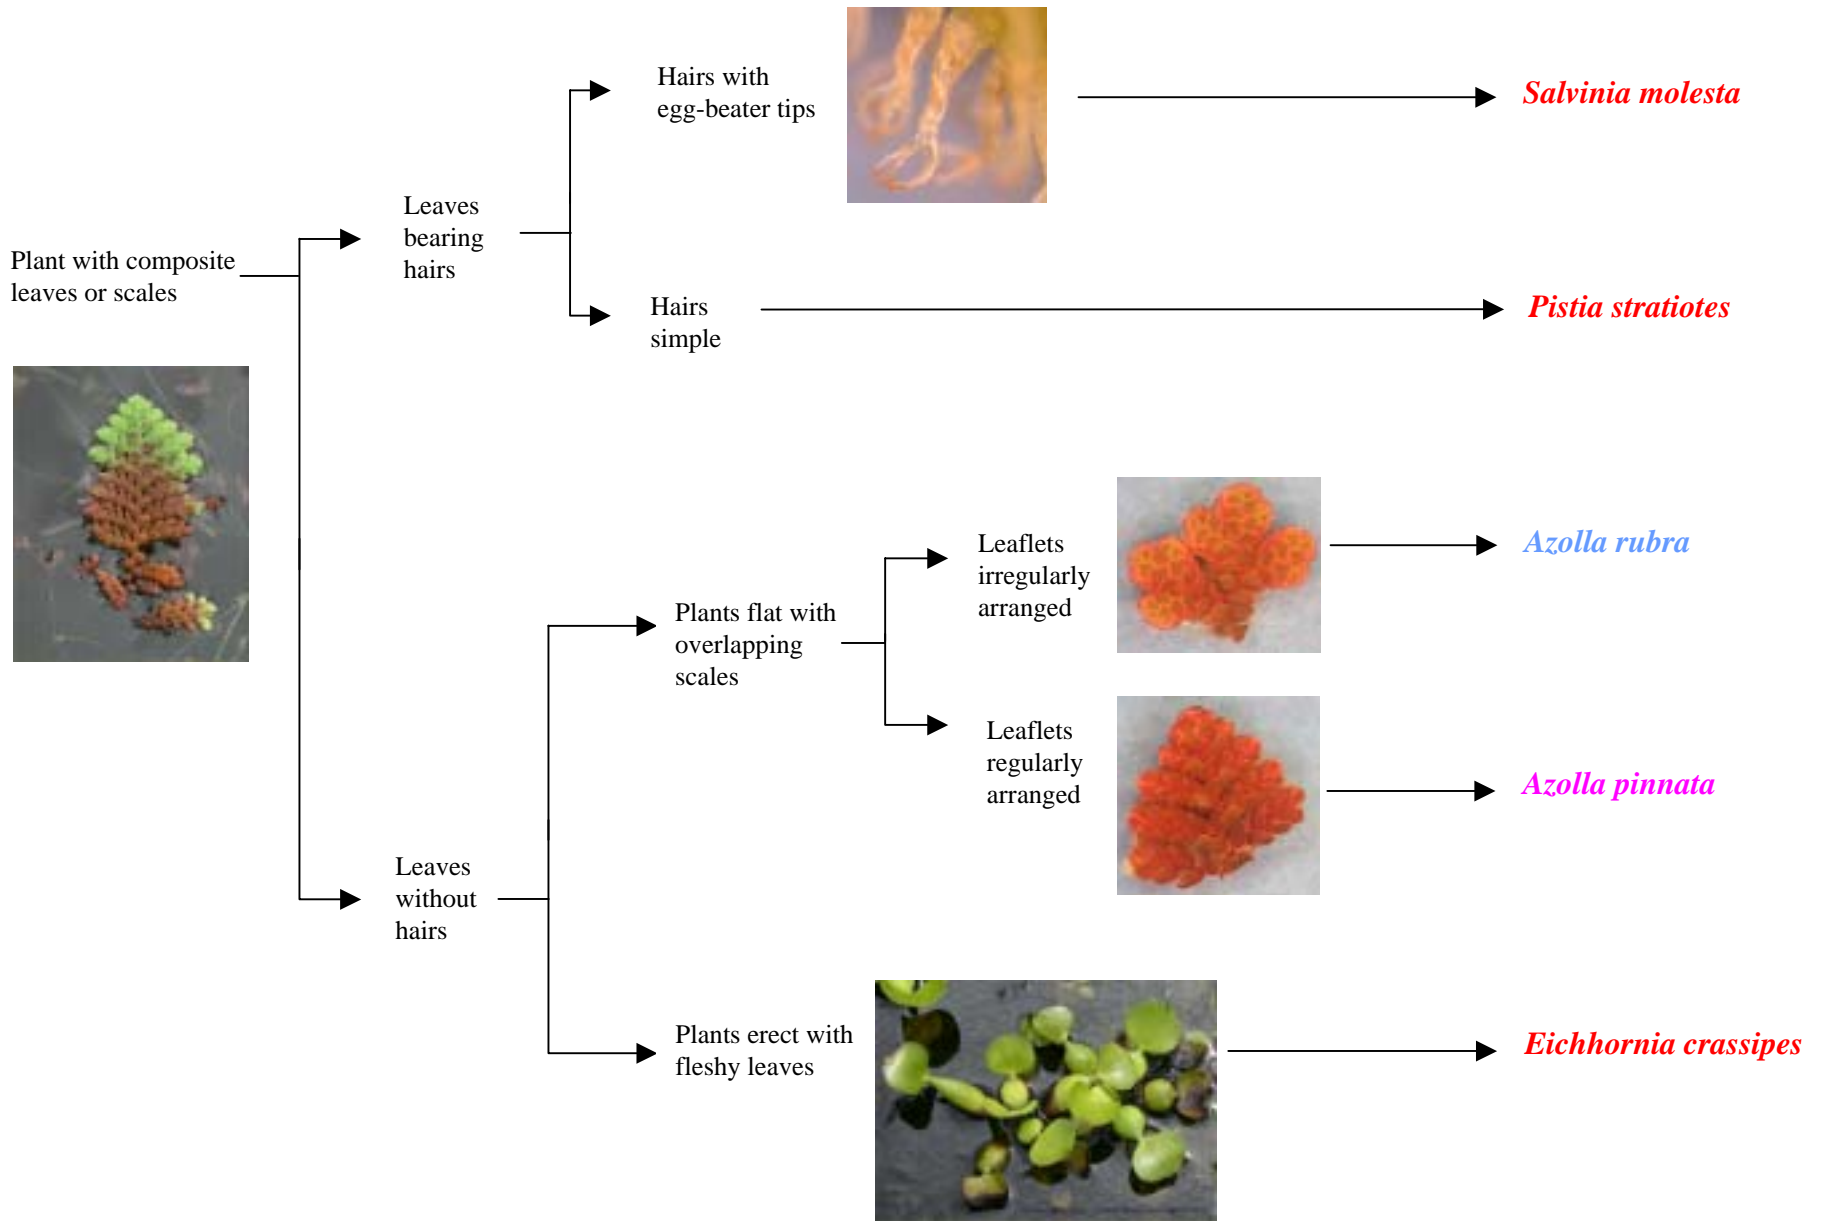 Plant with composite
leaves or scales
Leaves
bearing
hairs
Hairs with
egg-beater tips
Salvinia molesta
Hairs
simple
Pistia stratiotes
Leaves
without
hairs
Plants flat with
overlapping
scales
Leaflets
irregularly
arranged
Azolla rubra
Leaflets
regularly
arranged
Azolla pinnata
Plants erect with
fleshy leaves
Eichhornia crassipes